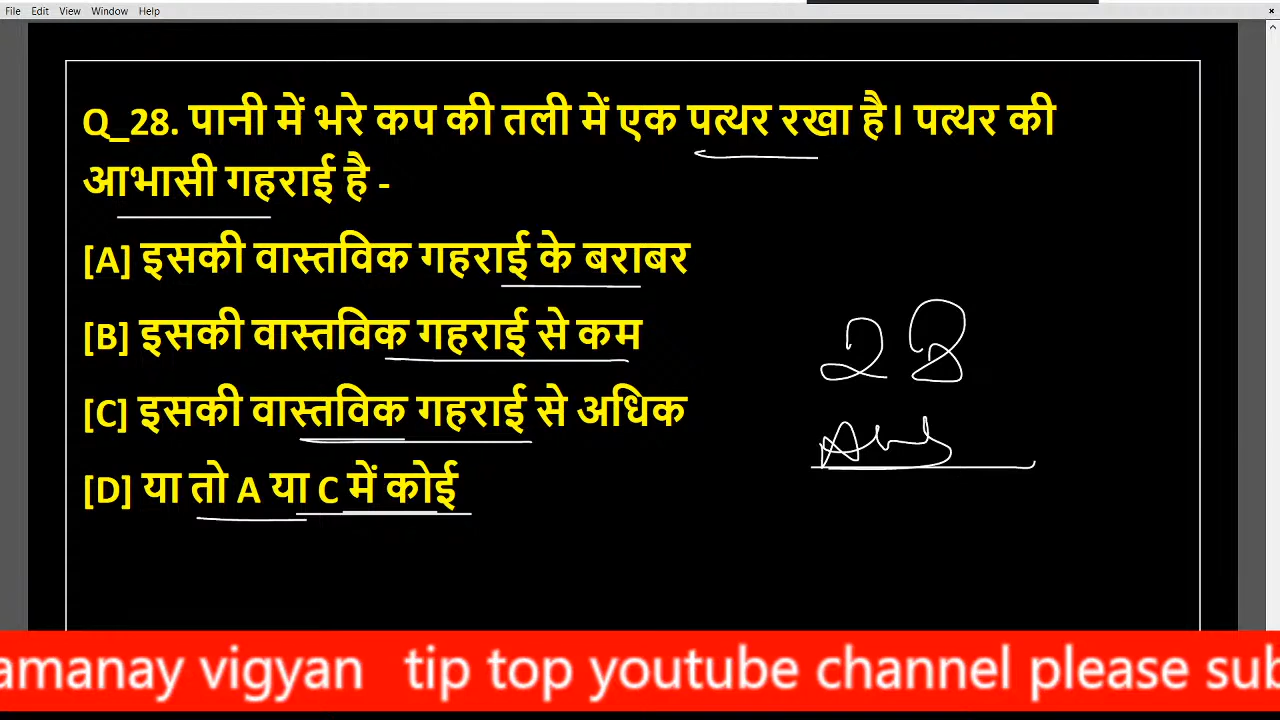 File Edit View Window Help
Q_28. पानी में भरे कप की तली में एक पत्थर रखा है। पत्थर की
आभासी गहराई है -
[A] इसकी वास्तविक गहराई के बराबर
[B] इसकी वास्तविक गहराई से कम
[C] इसकी वास्तविक गहराई से अधिक
[D] या तो A या C में कोई
28
amanay vigyan tip top youtube channel please sub